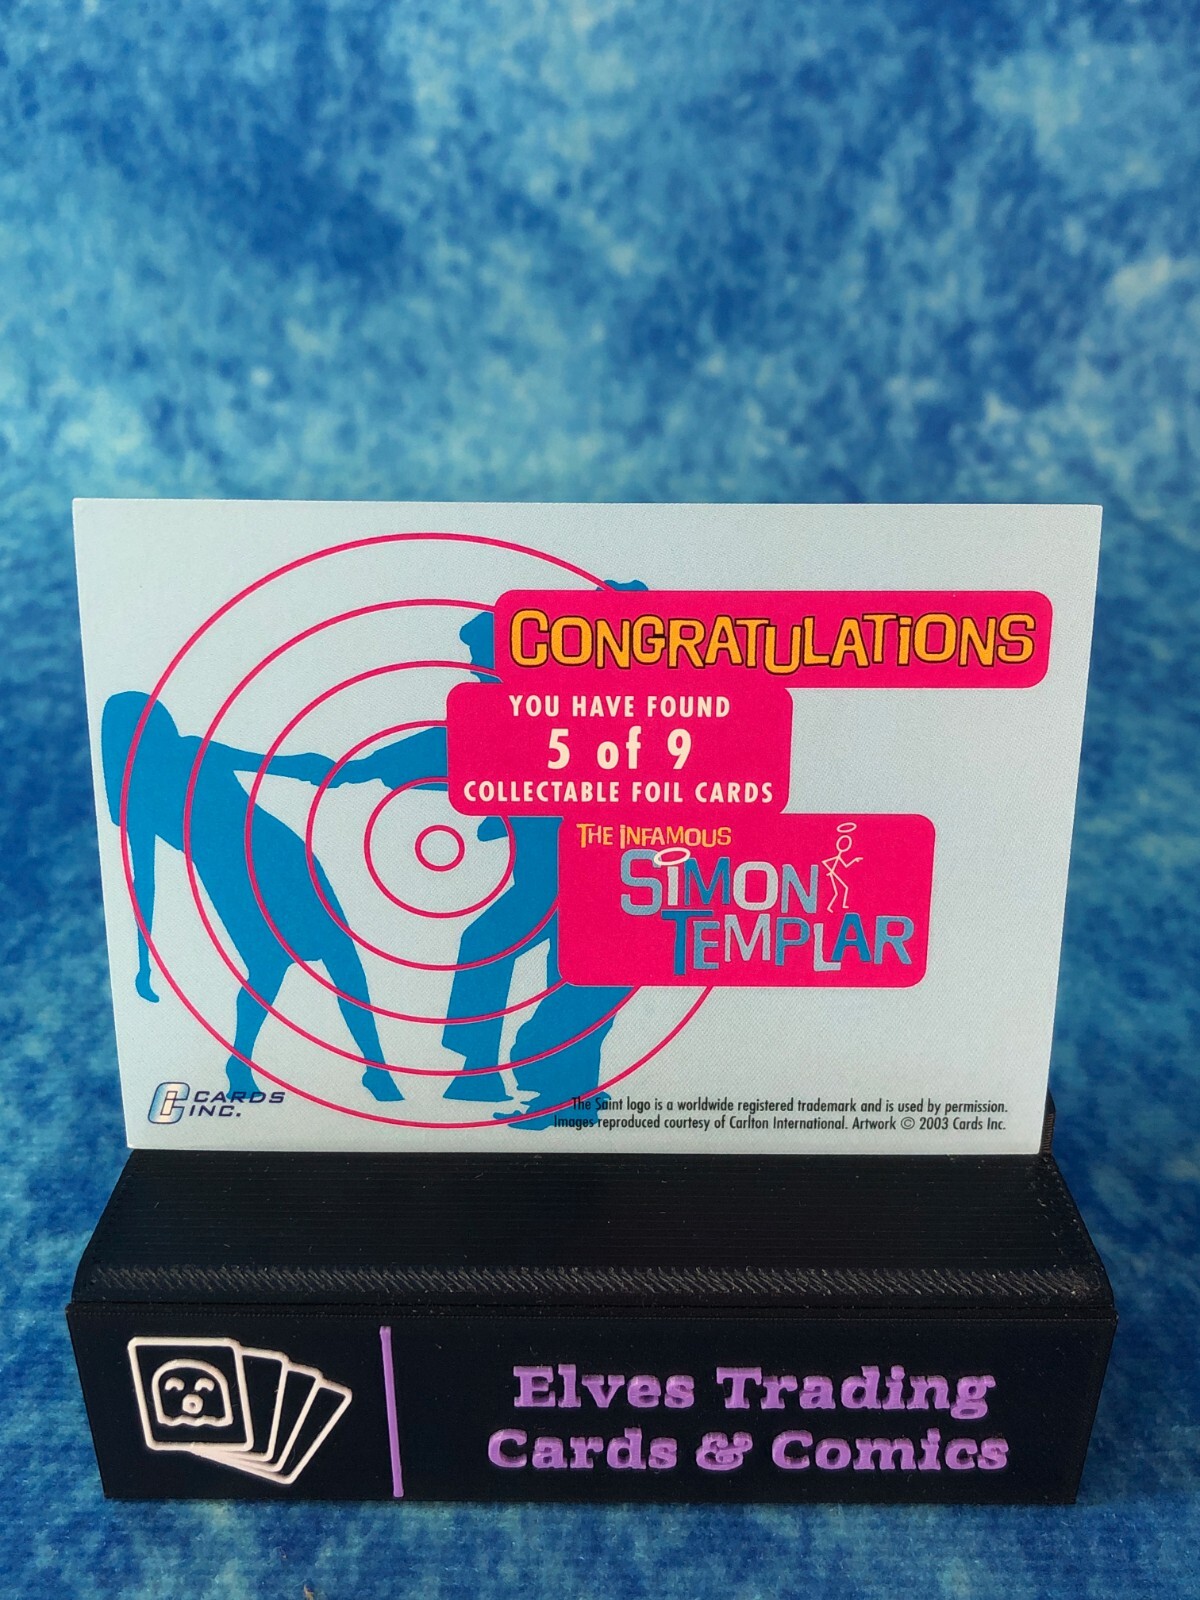 CONGRATULATIONS
YOU HAVE FOUND
5 of 9
COLLECTABLE FOIL CARDS
THE INFAMOUS
SIMON
TEMPLAR
CARDS
INC.
The Saint logo is a worldwide registered trademark and is used by permission.
Images reproduced courtesy of Carlton International. Artwork © 2003 Cards Inc.
Elves Trading
Cards & Comics